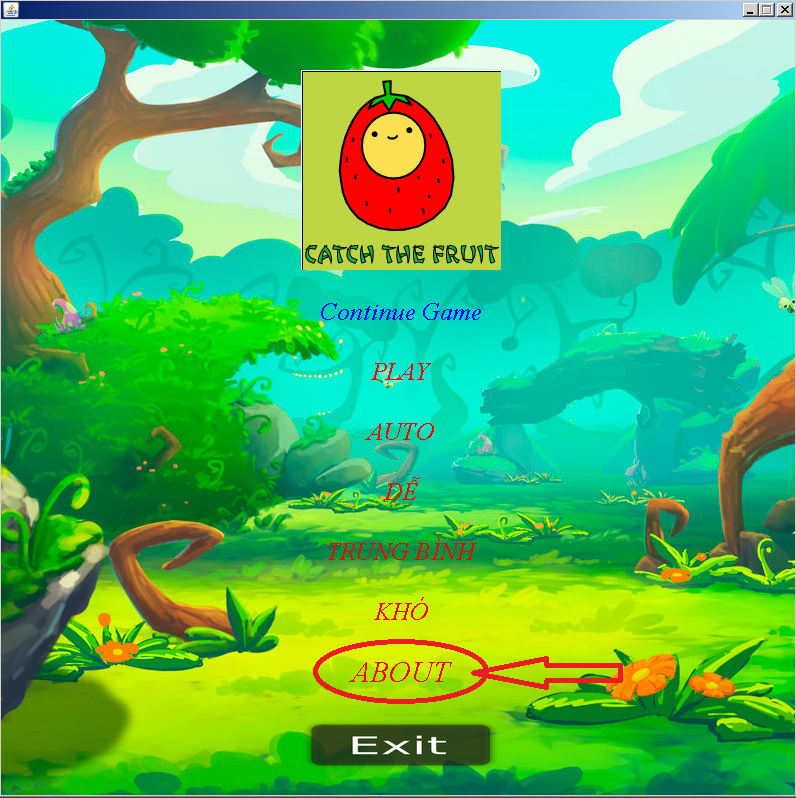 CATCH THE FRUIT
Continue Game
PLAY
AUTO
DỄ
TRUNG BÌNH
KHÓ
ABOUT
Exit